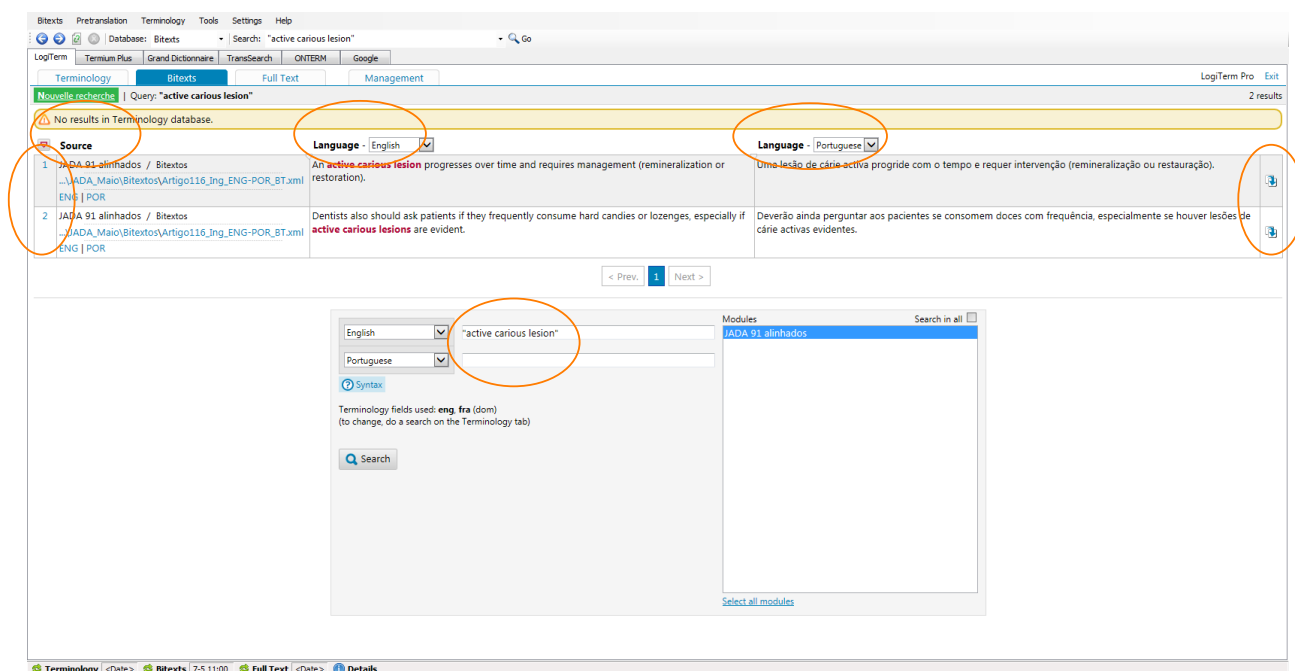 Bitexts Pretranslation Terminology Tools Settings Help
Database: Bitexts Search: "active carious lesion" Go
LogiTerm Termium Plus Grand Dictionnaire TransSearch ONTERM Google
Terminology Bitexts Full Text Management LogiTerm Pro Exit
Nouvelle recherche | Query: "active carious lesion" 2 results
No results in Terminology database.
Source Language - English Language - Portuguese
1 JADA 91 alinhados / Bitextos An active carious lesion progresses over time and requires management (remineralization or Uma lesão de cárie activa progride com o tempo e requer intervenção (remineralização ou restauração).
...\JADA_Maio\Bitextos\Artigo116_Ing_ENG-POR_BT.xml restoration).
ENG | POR
2 JADA 91 alinhados / Bitextos Dentists also should ask patients if they frequently consume hard candies or lozenges, especially if Deverão ainda perguntar aos pacientes se consomem doces com frequência, especialmente se houver lesões de
...\JADA_Maio\Bitextos\Artigo116_Ing_ENG-POR_BT.xml active carious lesions are evident. cárie activas evidentes.
ENG | POR
< Prev. 1 Next >
Modules Search in all
English "active carious lesion" JADA 91 alinhados
Portuguese
? Syntax
Terminology fields used: eng, fra (dom)
(to change, do a search on the Terminology tab)
Search
Select all modules
Terminology <Date> Bitexts 7-5 11:00 Full Text <Date> Details